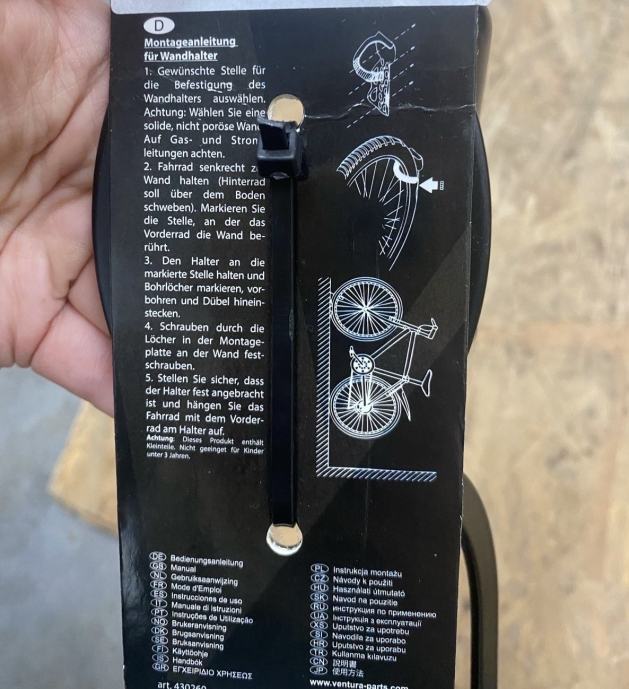 D
Montageanleitung
für Wandhalter
1. Gewünschte Stelle für
die Befestigung des
Wandhalters auswählen.
Achtung: Wählen Sie eine
solide, nicht poröse
Auf Gas- und
leitungen achten.
2. Fahrrad senkrecht
Wand halten (Hinterrad
soll über dem Boden
schweben). Markieren Sie
die Stelle, an der das
Vorderrad die Wand be-
rührt.
3. Den Halter an die
markierte Stelle halten und
Bohrlöcher markieren, vor-
bohren und Dübel hinein-
stecken.
4. Schrauben durch die
Löcher in der Montage-
platte an der Wand fest-
schrauben.
5. Stellen Sie sicher, dass
der Halter fest angebracht
ist und hängen Sie das
Fahrrad mit dem Vorder-
rad am Halter auf.
Achtung: Dieses Produkt enthält
Kleinteile. Nicht geeinget für Kinder
unter 3 Jahren.
DE Bedienungsanleitung
GB Manual
NL Gebruiksaanwijzing
FR Mode d'Emploi
ES Instrucciones de uso
IT Manuale di istruzioni
PT Instruções de Utilização
NO Brukeranvisning
DK Brugsanvisning
SE Bruksanvisning
FI Käyttöohje
IS Handbók
GR ΕΓΧΕΙΡΙΔΙΟ ΧΡΗΣΕΩΣ
art. 430260
PL Instrukcja montażu
CZ Návody k použití
HU Használati útmutató
SK Navod na použitie
RU инструкция по применению
UA Інструкція з експлуатації
XS Uputstvo za upotrebu
SI Navodila za uporabo
HR Uputstvo za uporabu
TR Kullanma kılavuzu
CN 説明書
JP 使用方法
www.ventura-parts.com